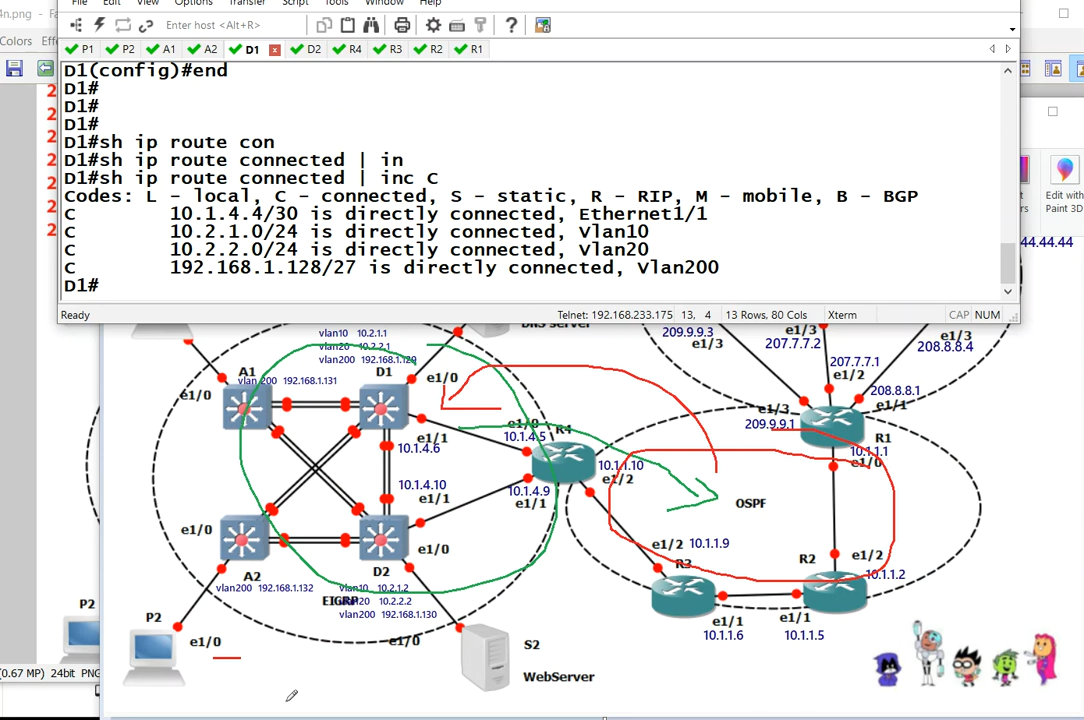 File Edit View Options Transfer Script Tools Window Help
Enter host <Alt+R>
Colors
P1 P2 A1 A2 D1 D2 R4 R3 R2 R1
D1(config)#end
D1#
D1#
D1#
D1#sh ip route con
D1#sh ip route connected | in
D1#sh ip route connected | inc C
Codes: L - local, C - connected, S - static, R - RIP, M - mobile, B - BGP
C 10.1.4.4/30 is directly connected, Ethernet1/1
C 10.2.1.0/24 is directly connected, Vlan10
C 10.2.2.0/24 is directly connected, Vlan20
C 192.168.1.128/27 is directly connected, Vlan200
D1#
Ready Telnet: 192.168.233.175 13, 4 13 Rows, 80 Cols Xterm CAP NUM
Edit with
Paint 3D
44.44.44
vlan10 10.2.1.1
vlan20 10.2.2.1
vlan200 192.168.1.129
A1
vlan 200 192.168.1.131
D1
e1/0
e1/0
e1/1
10.1.4.6
e1/0
10.1.4.5
R4
10.1.1.10
e1/2
10.1.4.10
e1/1
10.1.4.9
e1/1
e1/0
A2
vlan200 192.168.1.132
D2
e1/0
vlan10 10.2.1.2
vlan20 10.2.2.2
vlan200 192.168.1.130
EIGRP
P2
P2
e1/0
e1/0
S2
WebServer
209.9.9.3
e1/3
e1/3
207.7.7.2
e1/3
208.8.8.4
207.7.7.1
e1/2
208.8.8.1
e1/1
e1/3
209.9.9.1
R1
10.1.1.1
e1/0
OSPF
e1/2 10.1.1.9
R3
R2
e1/2
10.1.1.2
e1/1
10.1.1.6
e1/1
10.1.1.5
(0.67 MP) 24bit PNG